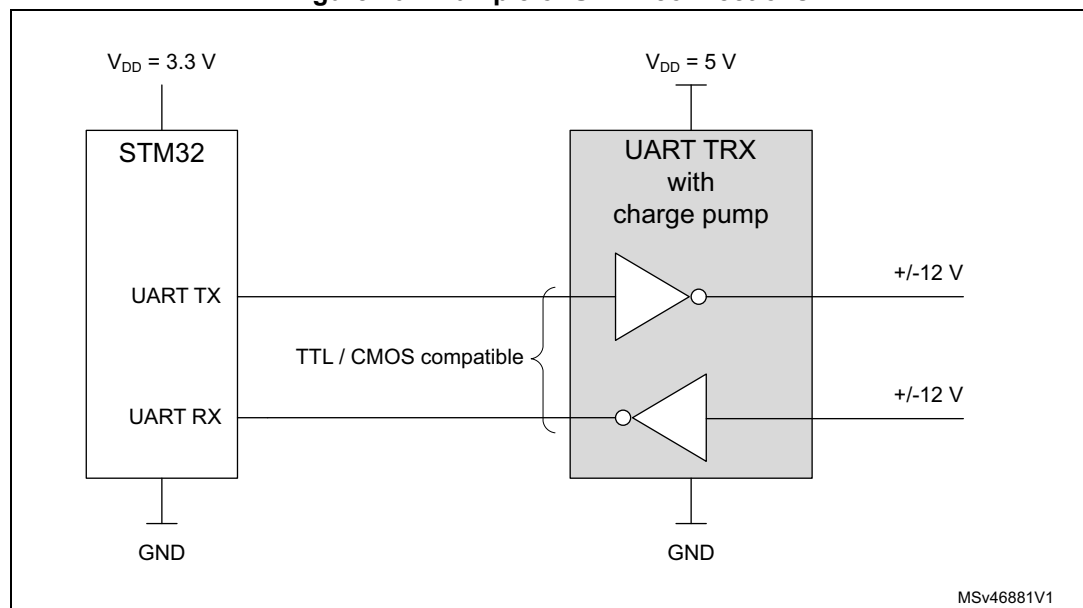 V_DD = 3.3 V
V_DD = 5 V
STM32
UART TRX
with
charge pump
+/-12 V
UART TX
TTL / CMOS compatible
+/-12 V
UART RX
GND
GND
MSv46881V1